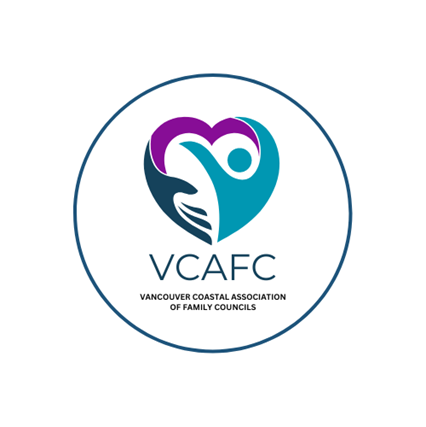 VCAFC
VANCOUVER COASTAL ASSOCIATION
OF FAMILY COUNCILS